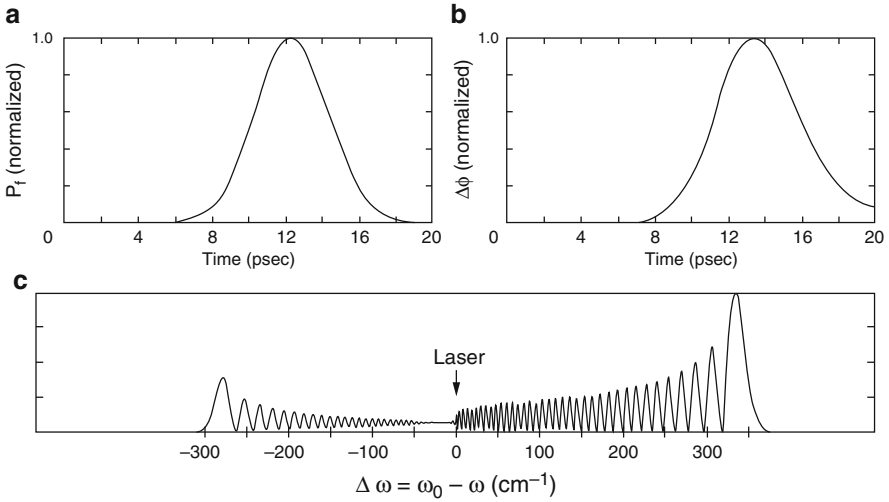 a
1.0
P_f (normalized)
0 4 8 12 16 20
Time (psec)
b
1.0
Δϕ (normalized)
0 4 8 12 16 20
Time (psec)
c
Laser
−300 −200 −100 0 100 200 300
Δ ω = ω₀ − ω (cm⁻¹)